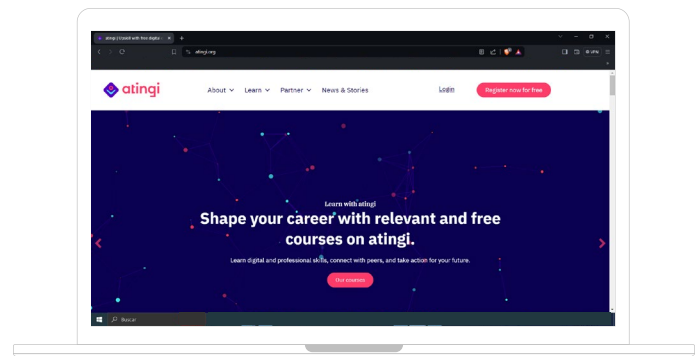 atingi.org
VPN
atingi
About Learn Partner News & Stories Login Register now for free
Learn with atingi
Shape your career with relevant and free
courses on atingi.
Learn digital and professional skills, connect with peers, and take action for your future.
Our courses
Buscar